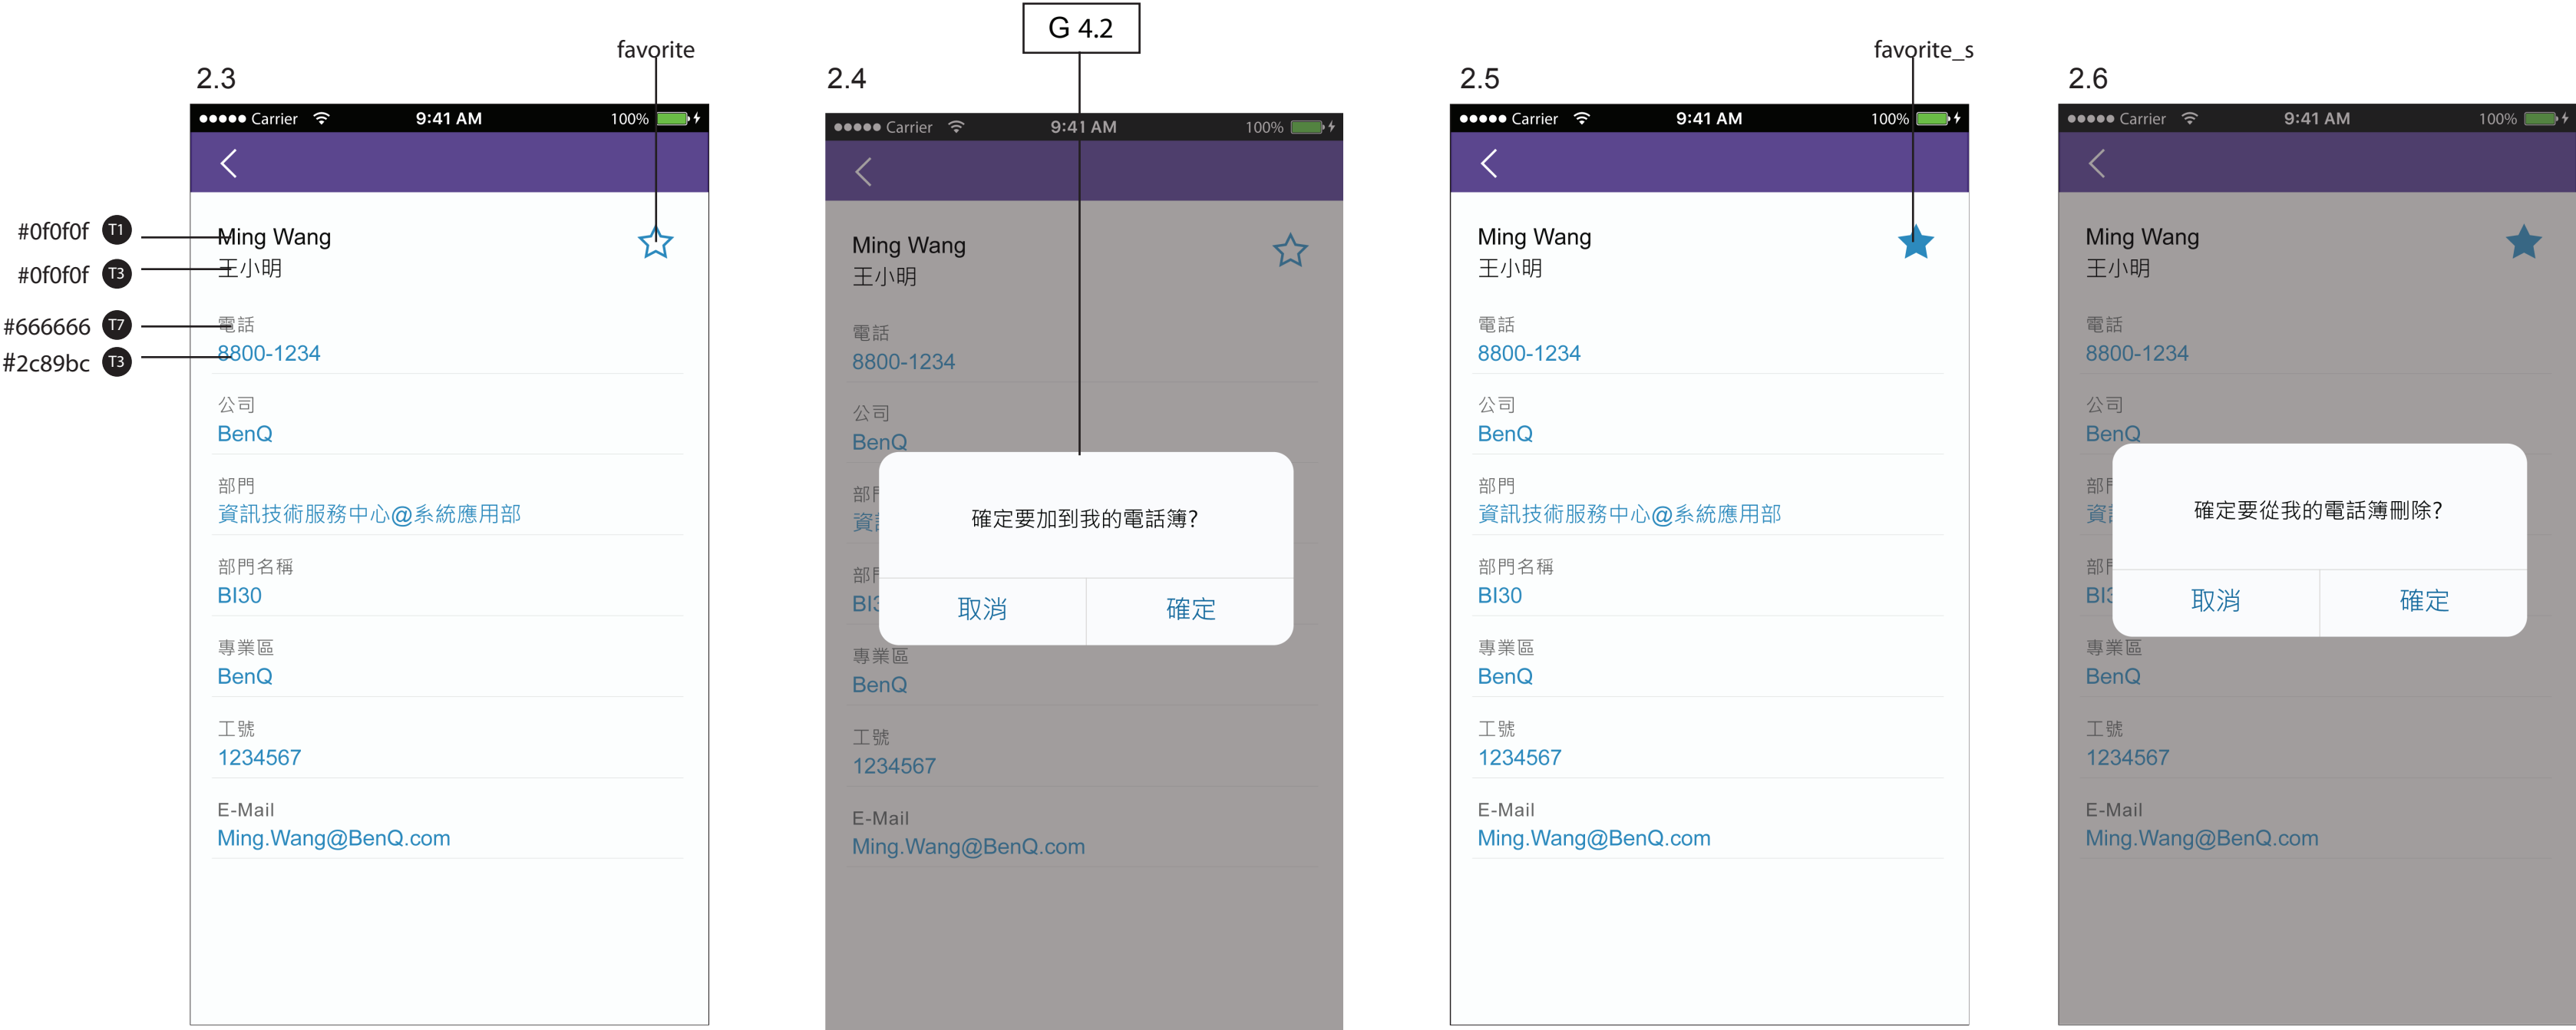 G 4.2
favorite
favorite_s
2.3
Carrier 9:41 AM 100%
#0f0f0f T1
Ming Wang
#0f0f0f T3
王小明
#666666 T7
電話
#2c89bc T3
8800-1234
公司
BenQ
部門
資訊技術服務中心@系統應用部
部門名稱
BI30
專業區
BenQ
工號
1234567
E-Mail
Ming.Wang@BenQ.com
2.4
Carrier 9:41 AM 100%
Ming Wang
王小明
電話
8800-1234
公司
BenQ
部
資
確定要加到我的電話簿?
部
BI3
取消 確定
專業區
BenQ
工號
1234567
E-Mail
Ming.Wang@BenQ.com
2.5
Carrier 9:41 AM 100%
Ming Wang
王小明
電話
8800-1234
公司
BenQ
部門
資訊技術服務中心@系統應用部
部門名稱
BI30
專業區
BenQ
工號
1234567
E-Mail
Ming.Wang@BenQ.com
2.6
Carrier 9:41 AM 100%
Ming Wang
王小明
電話
8800-1234
公司
BenQ
部
資
確定要從我的電話簿刪除?
部
BI3
取消 確定
專業區
BenQ
工號
1234567
E-Mail
Ming.Wang@BenQ.com